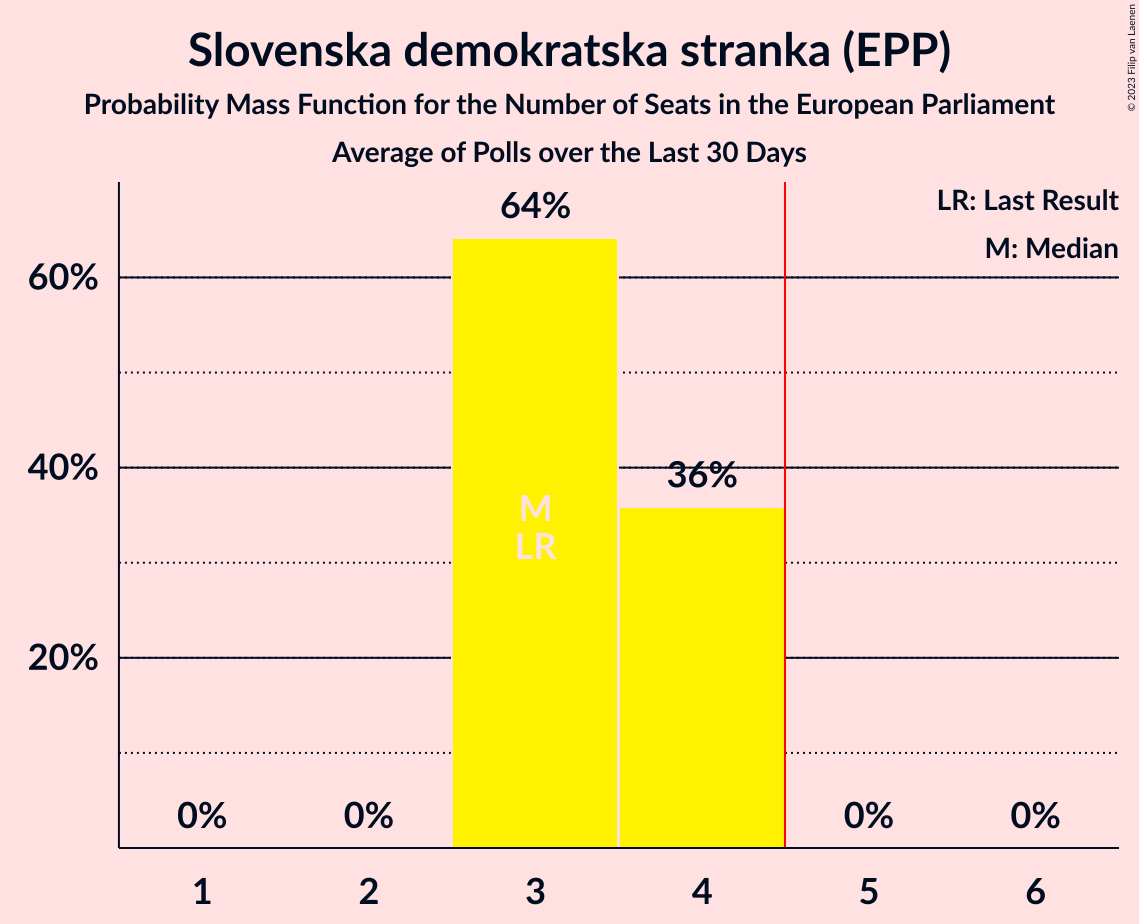 Slovenska demokratska stranka (EPP)
Probability Mass Function for the Number of Seats in the European Parliament
Average of Polls over the Last 30 Days
© 2023 Filip van Laenen
LR: Last Result
M: Median
64%
60%
40%
36%
M
LR
20%
0%
0%
0%
0%
1
2
3
4
5
6